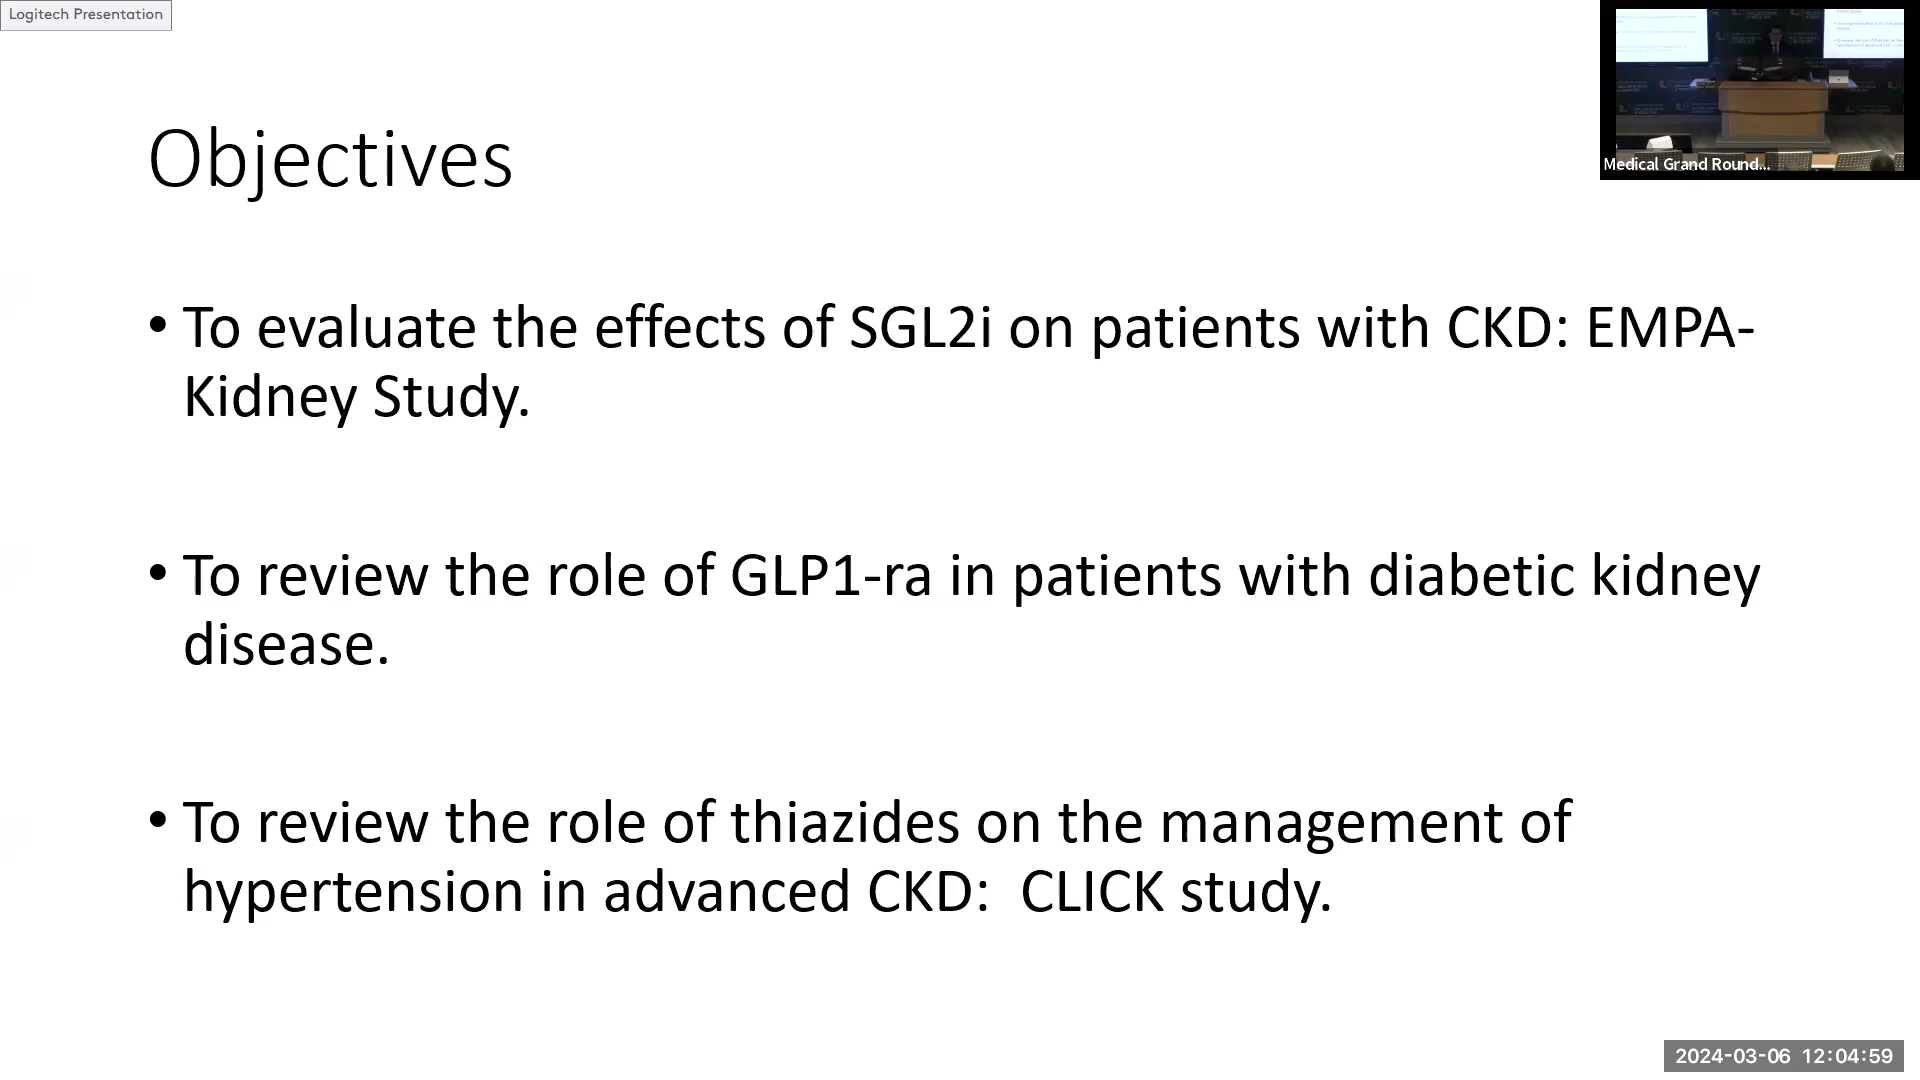 Logitech Presentation
Medical Grand Round...
Objectives
• To evaluate the effects of SGL2i on patients with CKD: EMPA-
Kidney Study.
• To review the role of GLP1-ra in patients with diabetic kidney
disease.
• To review the role of thiazides on the management of
hypertension in advanced CKD:  CLICK study.
2024-03-06 12:04:59